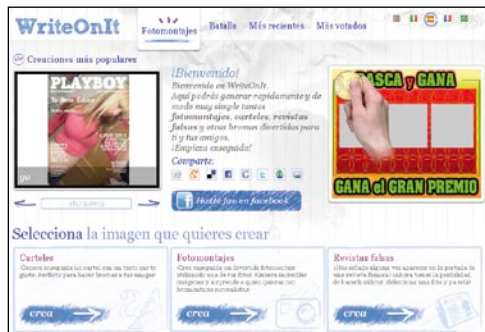 WriteOnIt
Fotomontajes
Batalla
Más recientes
Más votados
Creaciones más populares
PLAYBOY
¡Bienvenido!
Bienvenida en WriteOnIt.
Aquí podrás generar rapidamente y de
modo muy simple tantos
fotomontajes, carteles, revistas
falsas y otras bromas divertidas para
ti y tus amigos.
¡Empieza enseguida!
Comparte:
Hazte fan en facebook
RASCA y GANA
GANA el GRAN PREMIO
Selecciona la imagen que quieres crear
Carteles
Fotomontajes
Revistas falsas
crea
crea
crea